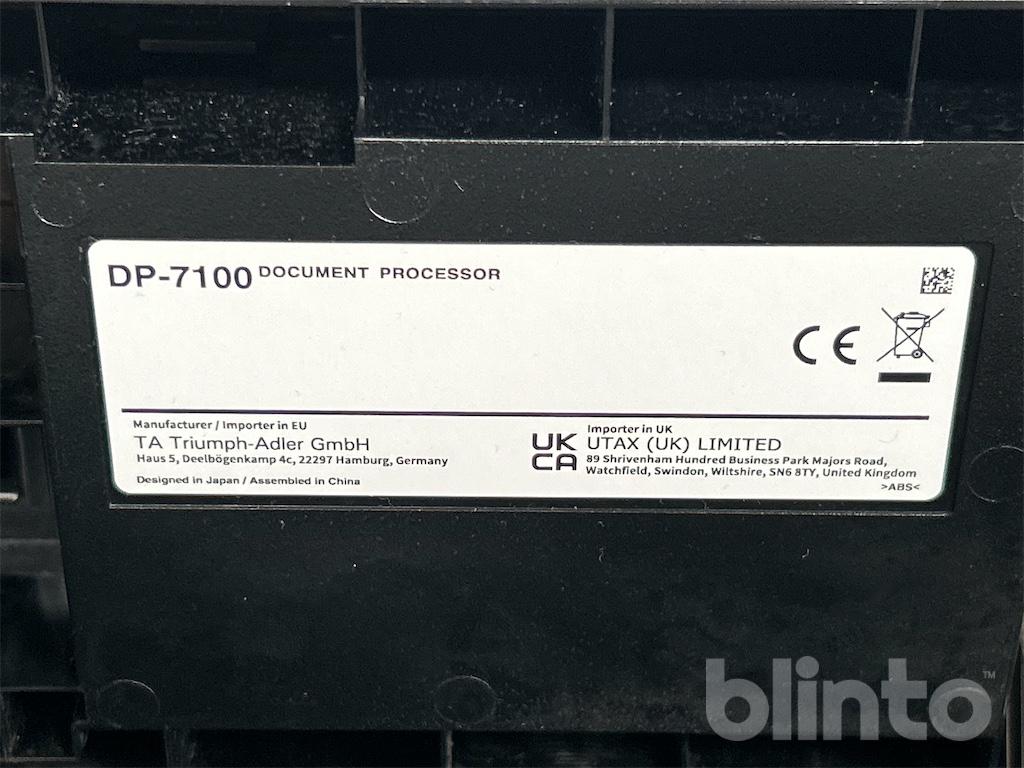 DP-7100 DOCUMENT PROCESSOR
CE
Manufacturer / Importer in EU
TA Triumph-Adler GmbH
Haus 5, Deelbögenkamp 4c, 22297 Hamburg, Germany
Designed in Japan / Assembled in China
UK
CA
Importer in UK
UTAX (UK) LIMITED
89 Shrivenham Hundred Business Park Majors Road,
Watchfield, Swindon, Wiltshire, SN6 8TY, United Kingdom
>ABS<
blinto™